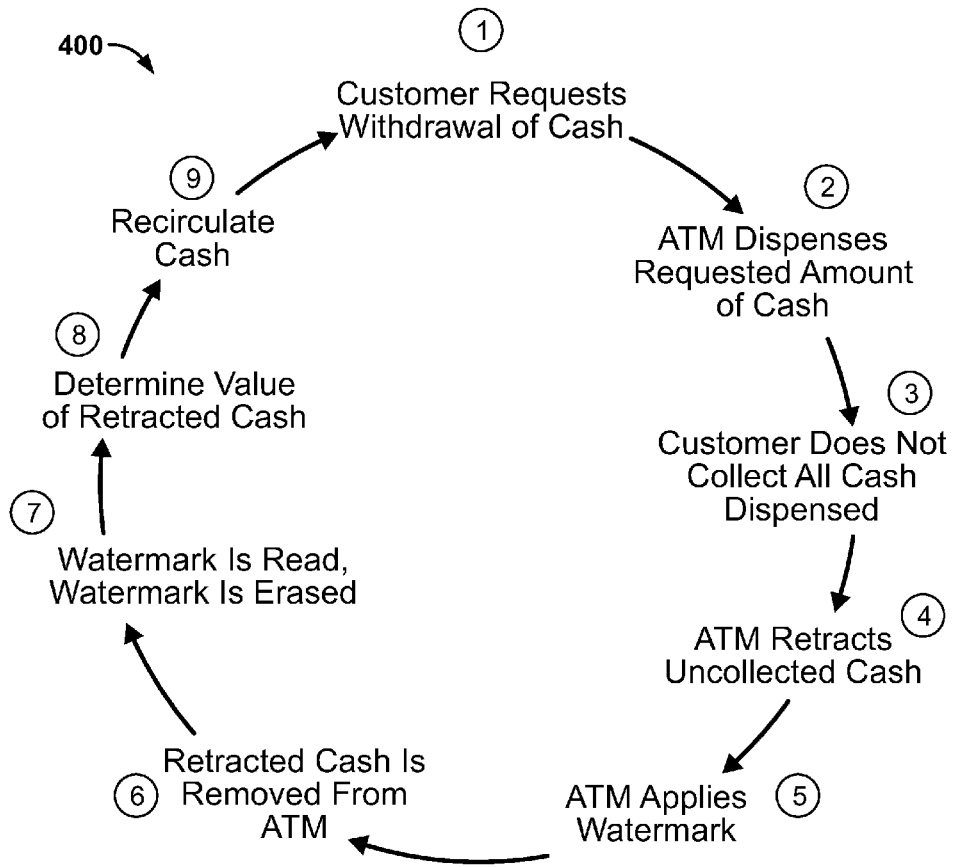 400
1
Customer Requests
Withdrawal of Cash
2
ATM Dispenses
Requested Amount
of Cash
3
Customer Does Not
Collect All Cash
Dispensed
4
ATM Retracts
Uncollected Cash
5
ATM Applies
Watermark
6
Retracted Cash Is
Removed From
ATM
7
Watermark Is Read,
Watermark Is Erased
8
Determine Value
of Retracted Cash
9
Recirculate
Cash